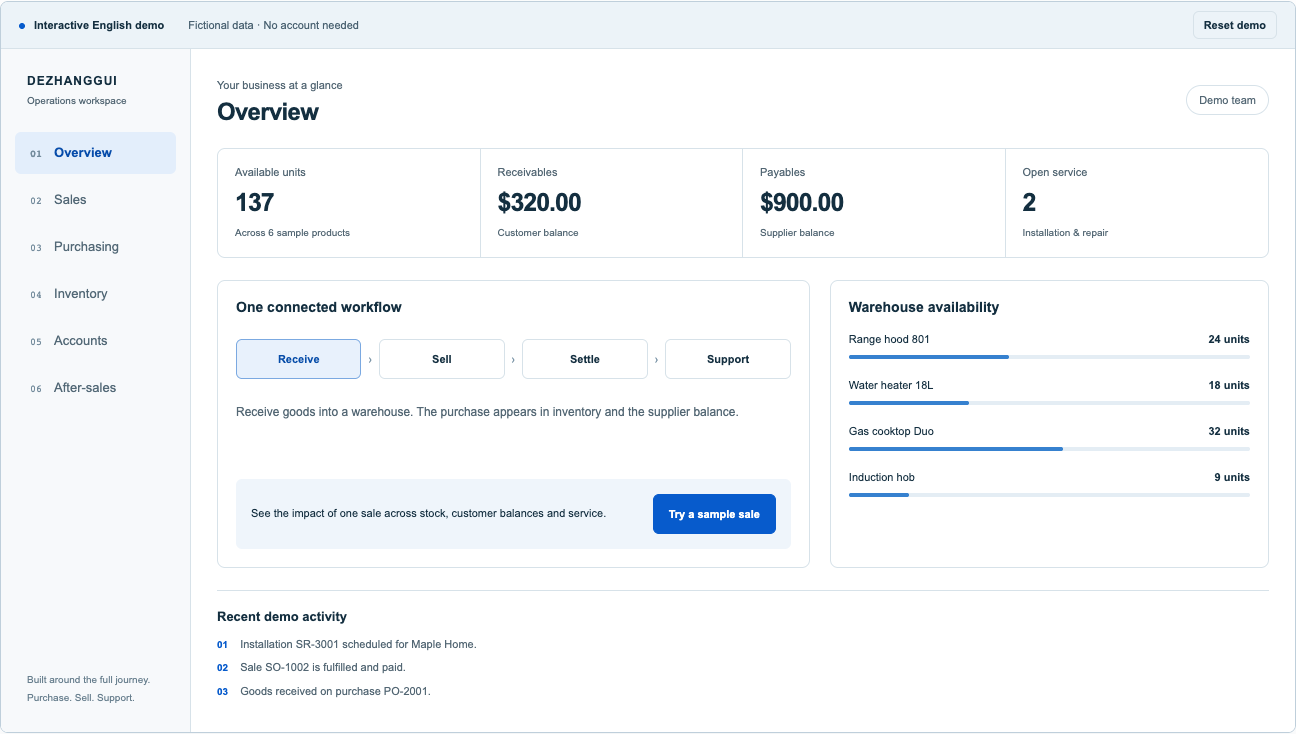 Interactive English demo
Fictional data · No account needed
Reset demo
DEZHANGGUI
Operations workspace
01 Overview
02 Sales
03 Purchasing
04 Inventory
05 Accounts
06 After-sales
Built around the full journey.
Purchase. Sell. Support.
Your business at a glance
Overview
Demo team
Available units
137
Across 6 sample products
Receivables
$320.00
Customer balance
Payables
$900.00
Supplier balance
Open service
2
Installation & repair
One connected workflow
Receive › Sell › Settle › Support
Receive goods into a warehouse. The purchase appears in inventory and the supplier balance.
See the impact of one sale across stock, customer balances and service.
Try a sample sale
Warehouse availability
Range hood 801 24 units
Water heater 18L 18 units
Gas cooktop Duo 32 units
Induction hob 9 units
Recent demo activity
01 Installation SR-3001 scheduled for Maple Home.
02 Sale SO-1002 is fulfilled and paid.
03 Goods received on purchase PO-2001.